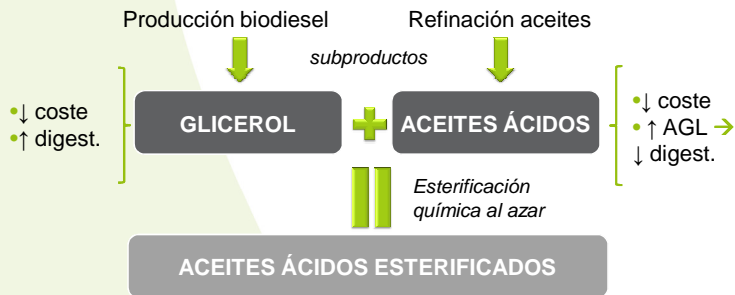 Producción biodiesel
Refinación aceites
subproductos
•↓ coste
•↑ digest.
GLICEROL
ACEITES ÁCIDOS
•↓ coste
• ↑ AGL →
↓ digest.
Esterificación
química al azar
ACEITES ÁCIDOS ESTERIFICADOS